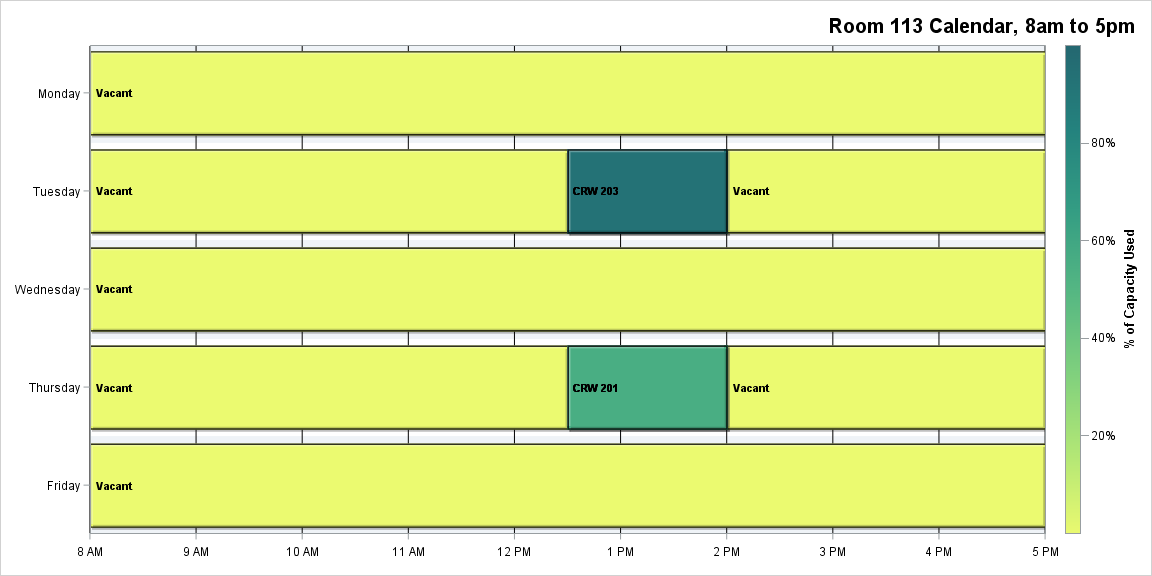 Room 113 Calendar, 8am to 5pm
Monday
Vacant
Tuesday
Vacant
CRW 203
Vacant
Wednesday
Vacant
Thursday
Vacant
CRW 201
Vacant
Friday
Vacant
8 AM
9 AM
10 AM
11 AM
12 PM
1 PM
2 PM
3 PM
4 PM
5 PM
80%
60%
40%
20%
% of Capacity Used